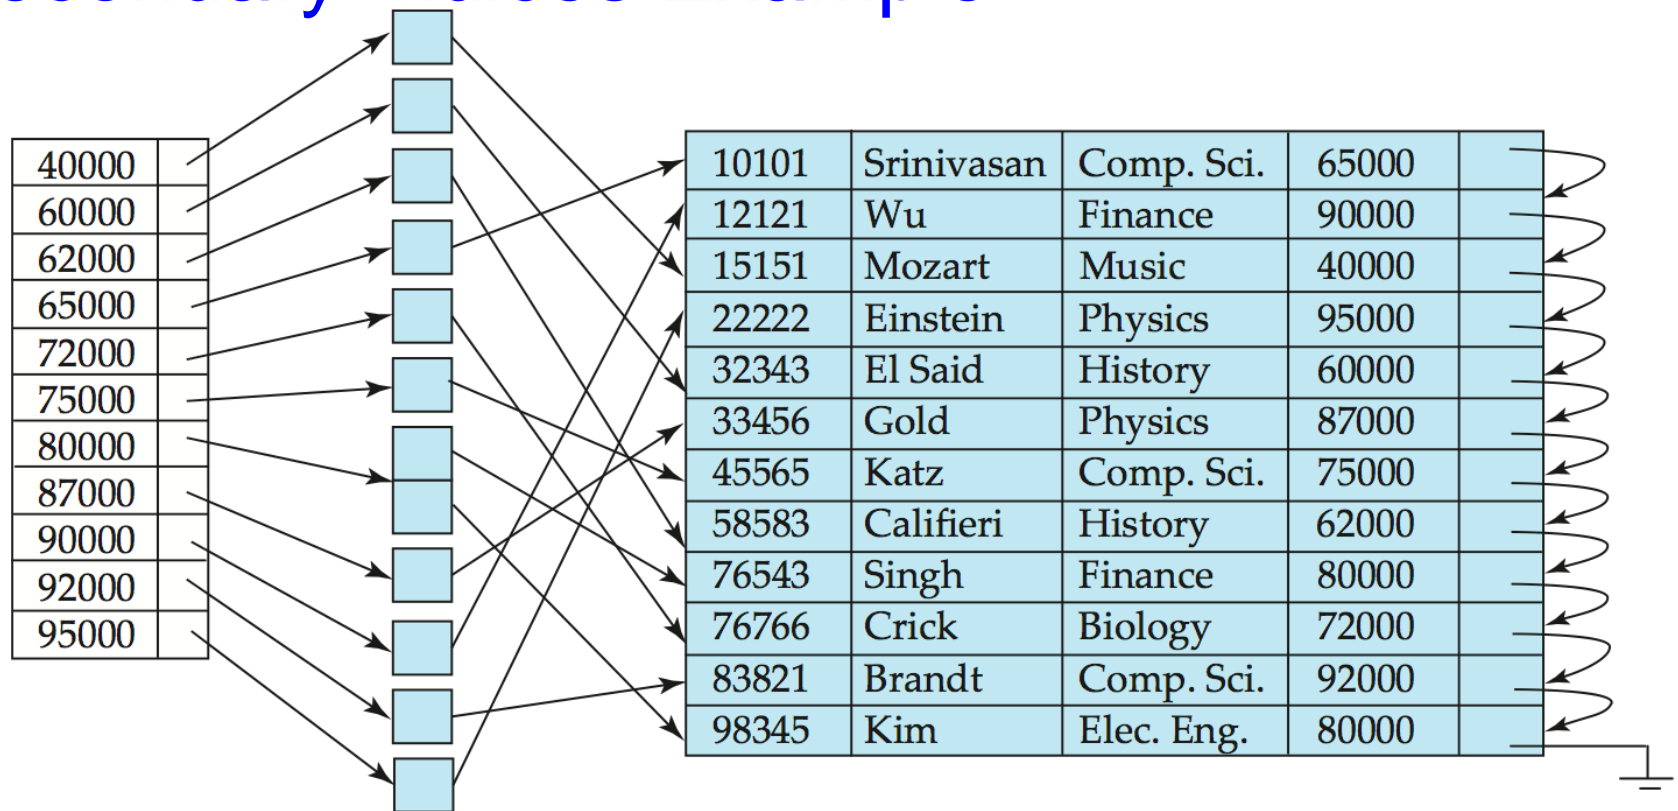 40000
60000
62000
65000
72000
75000
80000
87000
90000
92000
95000
10101 Srinivasan Comp. Sci. 65000
12121 Wu Finance 90000
15151 Mozart Music 40000
22222 Einstein Physics 95000
32343 El Said History 60000
33456 Gold Physics 87000
45565 Katz Comp. Sci. 75000
58583 Califieri History 62000
76543 Singh Finance 80000
76766 Crick Biology 72000
83821 Brandt Comp. Sci. 92000
98345 Kim Elec. Eng. 80000